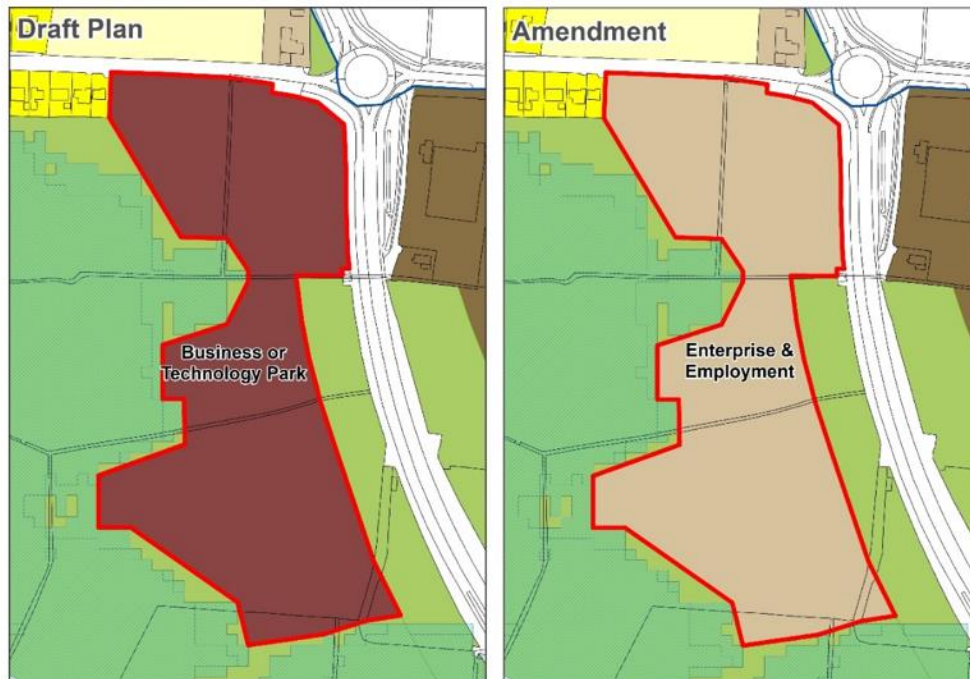 Draft Plan
Business or
Technology Park
Amendment
Enterprise &
Employment